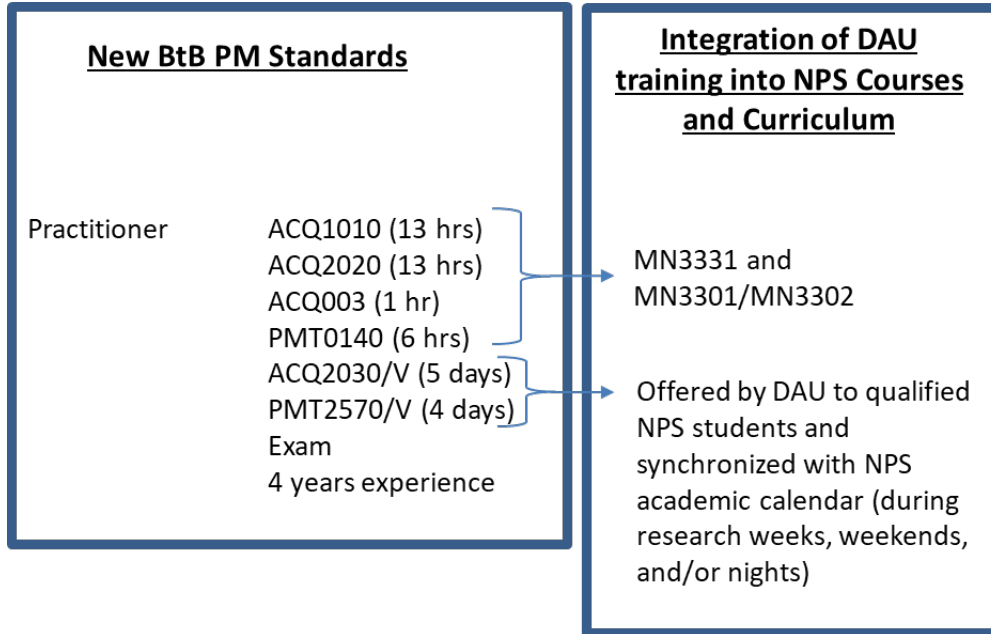 New BtB PM Standards
Practitioner
ACQ1010 (13 hrs)
ACQ2020 (13 hrs)
ACQ003 (1 hr)
PMT0140 (6 hrs)
ACQ2030/V (5 days)
PMT2570/V (4 days)
Exam
4 years experience
Integration of DAU
training into NPS Courses
and Curriculum
MN3331 and
MN3301/MN3302
Offered by DAU to qualified
NPS students and
synchronized with NPS
academic calendar (during
research weeks, weekends,
and/or nights)